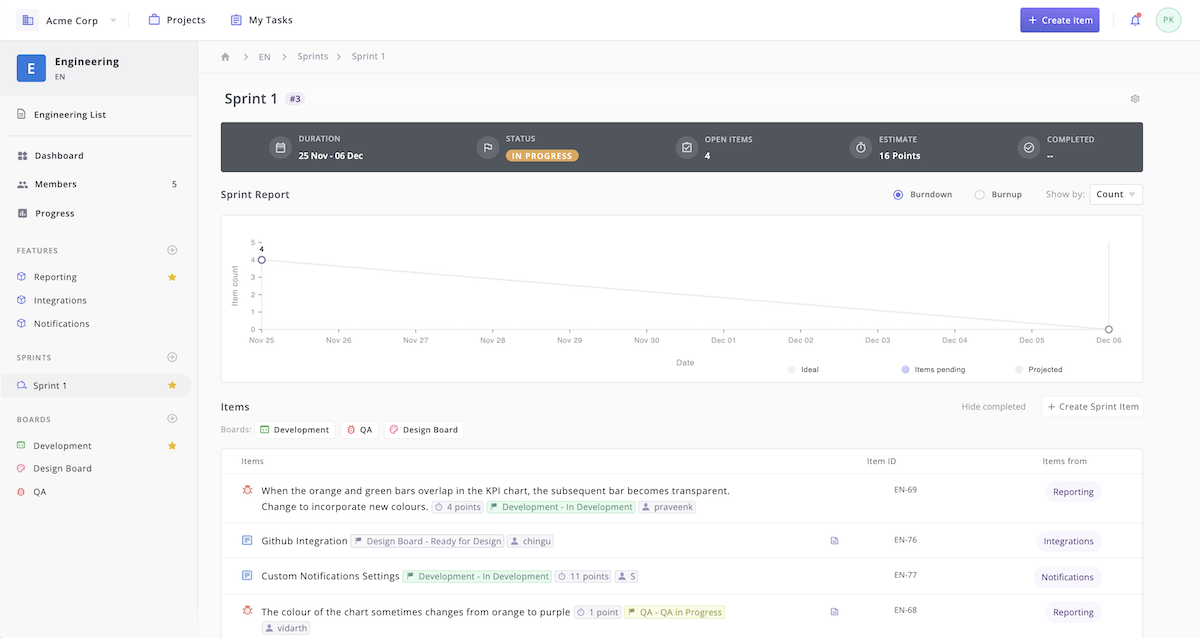 Acme Corp
Projects
My Tasks
+ Create Item
PK
E
Engineering
EN
Engineering List
Dashboard
Members 5
Progress
FEATURES
Reporting
Integrations
Notifications
SPRINTS
Sprint 1
BOARDS
Development
Design Board
QA
EN > Sprints > Sprint 1
Sprint 1 #3
DURATION
25 Nov - 06 Dec
STATUS
IN PROGRESS
OPEN ITEMS
4
ESTIMATE
16 Points
COMPLETED
--
Sprint Report
Burndown
Burnup
Show by: Count
Item count
5
4
4
3
2
1
0
Nov 25 Nov 26 Nov 27 Nov 28 Nov 29 Nov 30 Dec 01 Dec 02 Dec 03 Dec 04 Dec 05 Dec 06
Date
Ideal Items pending Projected
Items
Hide completed
+ Create Sprint Item
Boards: Development QA Design Board
Items Item ID Items from
When the orange and green bars overlap in the KPI chart, the subsequent bar becomes transparent.
Change to incorporate new colours. 4 points Development - In Development praveenk
EN-69
Reporting
Github Integration Design Board - Ready for Design chingu
EN-76
Integrations
Custom Notifications Settings Development - In Development 11 points S
EN-77
Notifications
The colour of the chart sometimes changes from orange to purple 1 point QA - QA in Progress
vidarth
EN-68
Reporting